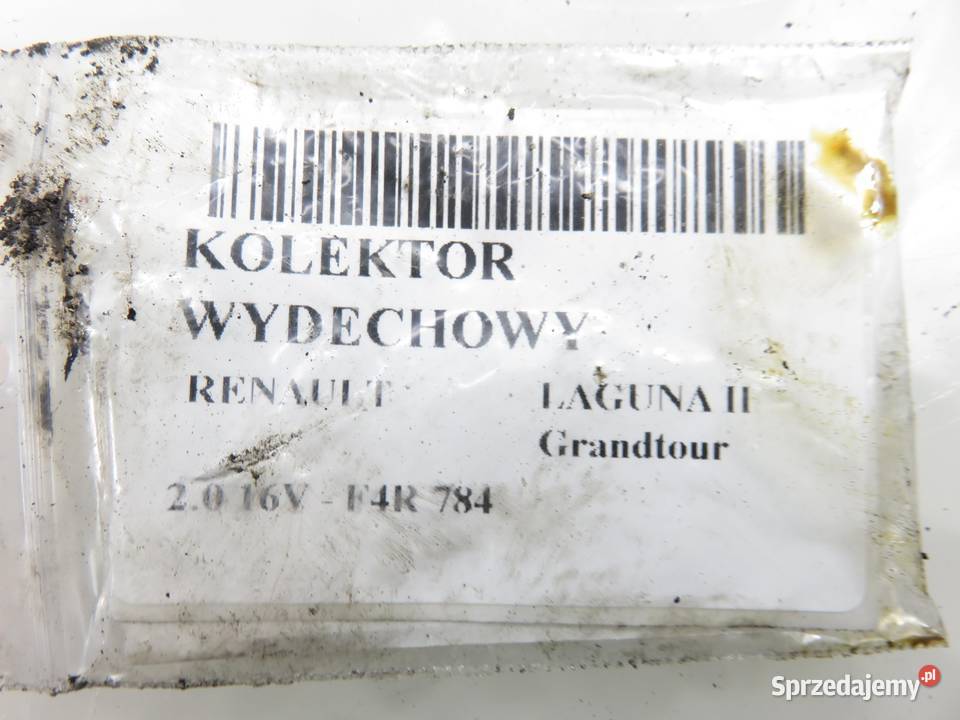 KOLEKTOR
WYDECHOWY
RENAULT LAGUNA II
Grandtour
2.0 16V - F4R 784
Sprzedajemy.pl